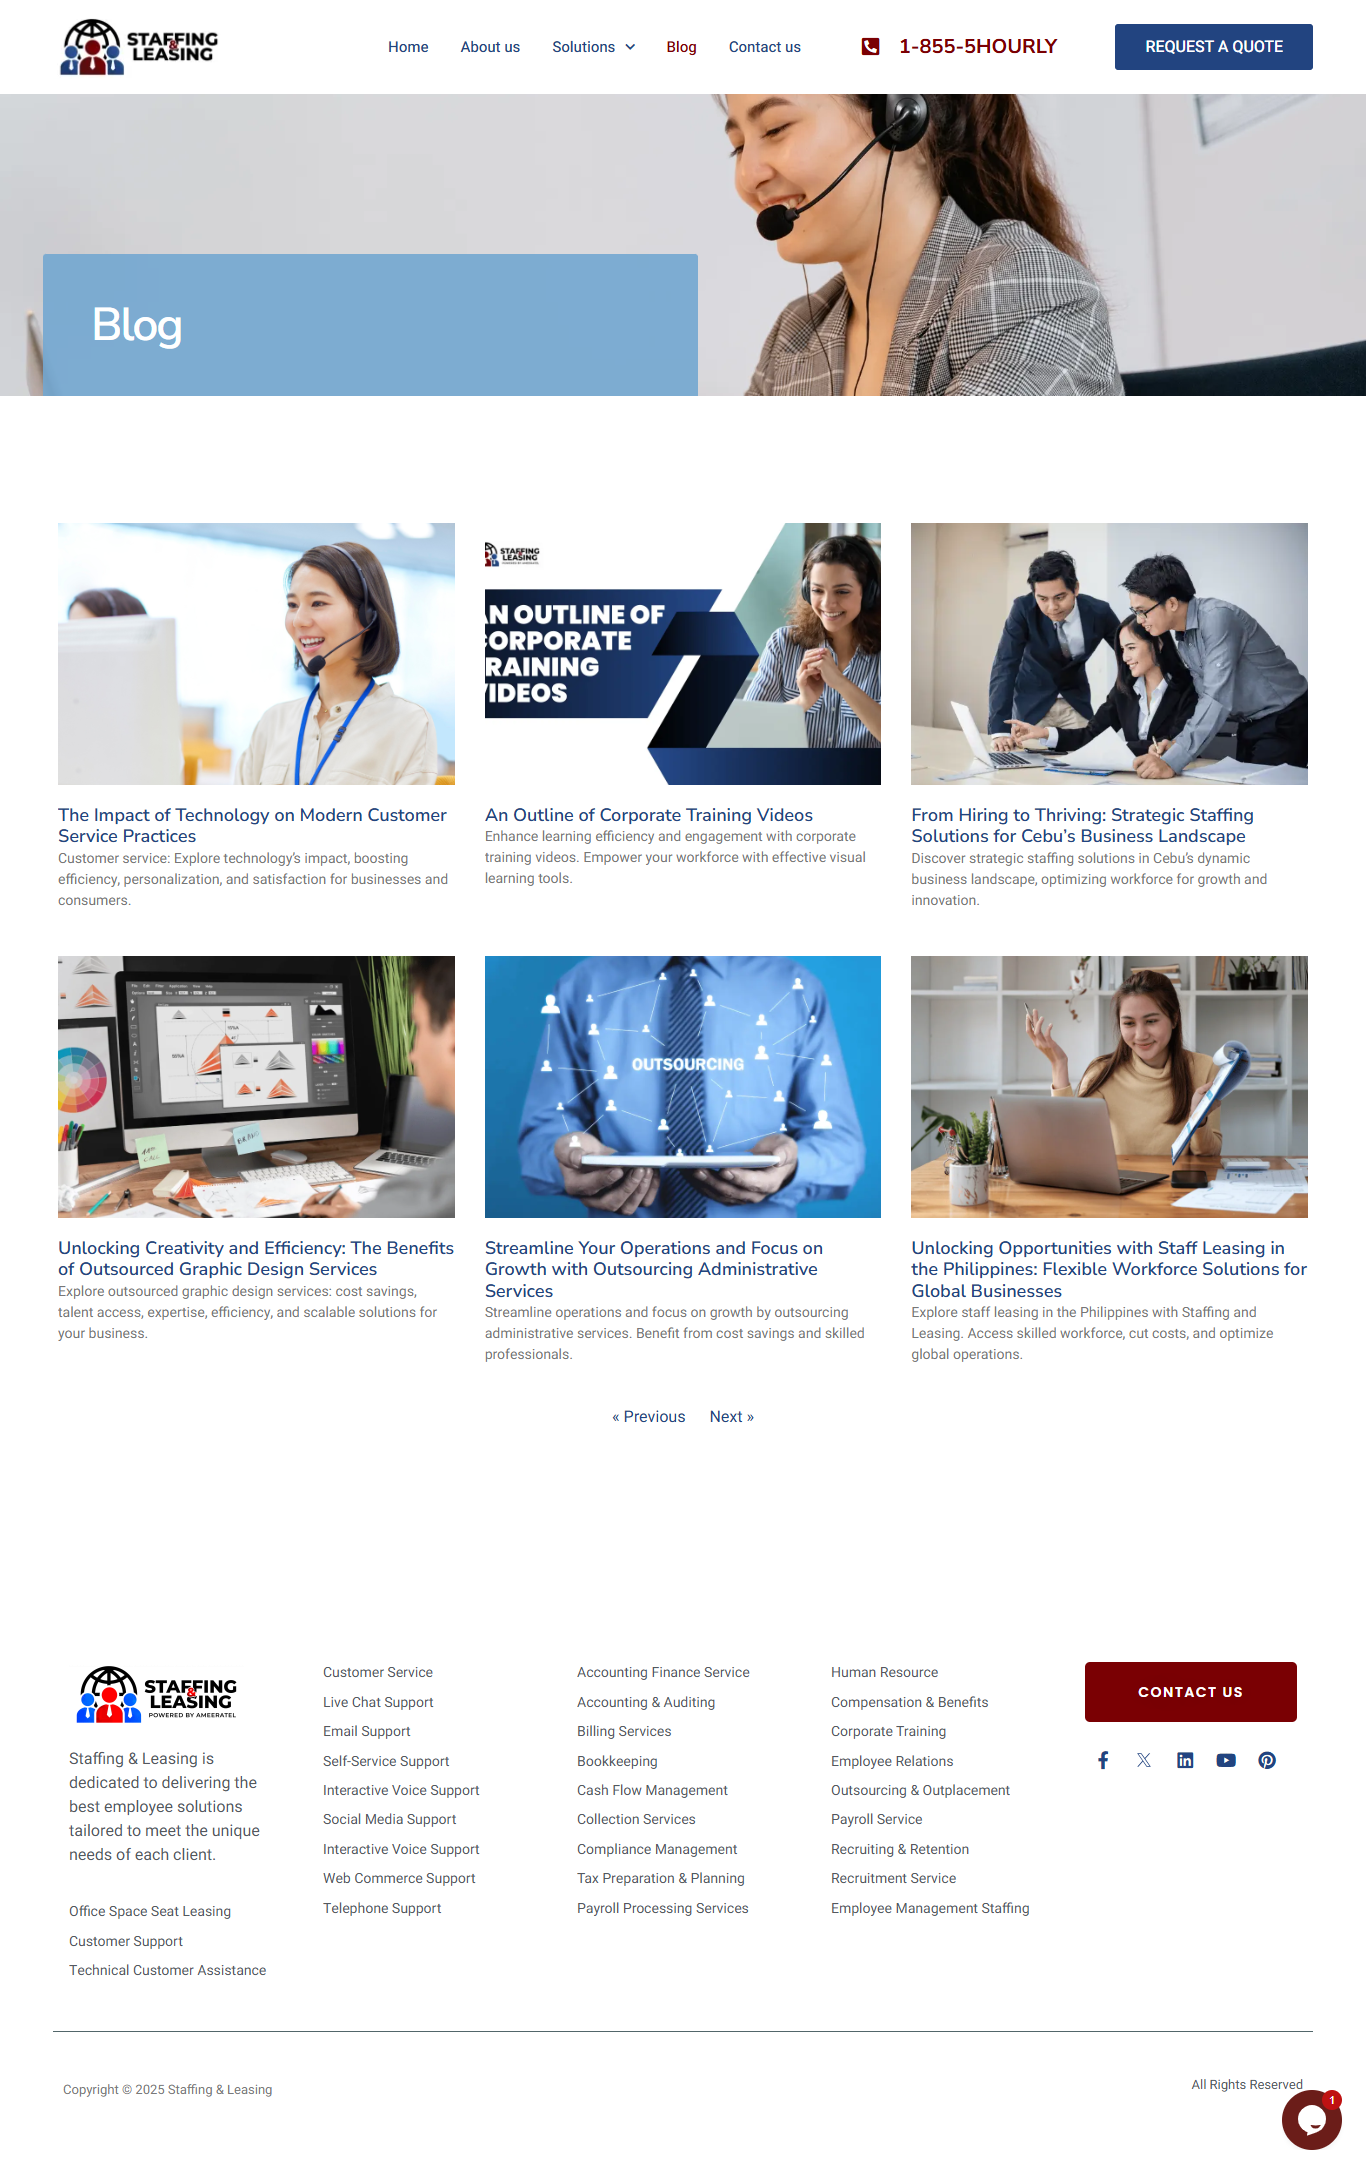 STAFFING
&
LEASING
Home
About us
Solutions
Blog
Contact us
1-855-5HOURLY
REQUEST A QUOTE
Blog
STAFFING
LEASING
AN OUTLINE OF
CORPORATE
TRAINING
VIDEOS
The Impact of Technology on Modern Customer
Service Practices
Customer service: Explore technology's impact, boosting
efficiency, personalization, and satisfaction for businesses and
consumers.
An Outline of Corporate Training Videos
Enhance learning efficiency and engagement with corporate
training videos. Empower your workforce with effective visual
learning tools.
From Hiring to Thriving: Strategic Staffing
Solutions for Cebu's Business Landscape
Discover strategic staffing solutions in Cebu's dynamic
business landscape, optimizing workforce for growth and
innovation.
OUTSOURCING
Unlocking Creativity and Efficiency: The Benefits
of Outsourced Graphic Design Services
Explore outsourced graphic design services: cost savings,
talent access, expertise, efficiency, and scalable solutions for
your business.
Streamline Your Operations and Focus on
Growth with Outsourcing Administrative
Services
Streamline operations and focus on growth by outsourcing
administrative services. Benefit from cost savings and skilled
professionals.
Unlocking Opportunities with Staff Leasing in
the Philippines: Flexible Workforce Solutions for
Global Businesses
Explore staff leasing in the Philippines with Staffing and
Leasing. Access skilled workforce, cut costs, and optimize
global operations.
« Previous
Next »
STAFFING
&
LEASING
POWERED BY AMEERATEL
Staffing & Leasing is
dedicated to delivering the
best employee solutions
tailored to meet the unique
needs of each client.
Office Space Seat Leasing
Customer Support
Technical Customer Assistance
Customer Service
Live Chat Support
Email Support
Self-Service Support
Interactive Voice Support
Social Media Support
Interactive Voice Support
Web Commerce Support
Telephone Support
Accounting Finance Service
Accounting & Auditing
Billing Services
Bookkeeping
Cash Flow Management
Collection Services
Compliance Management
Tax Preparation & Planning
Payroll Processing Services
Human Resource
Compensation & Benefits
Corporate Training
Employee Relations
Outsourcing & Outplacement
Payroll Service
Recruiting & Retention
Recruitment Service
Employee Management Staffing
CONTACT US
Copyright © 2025 Staffing & Leasing
All Rights Reserved
1